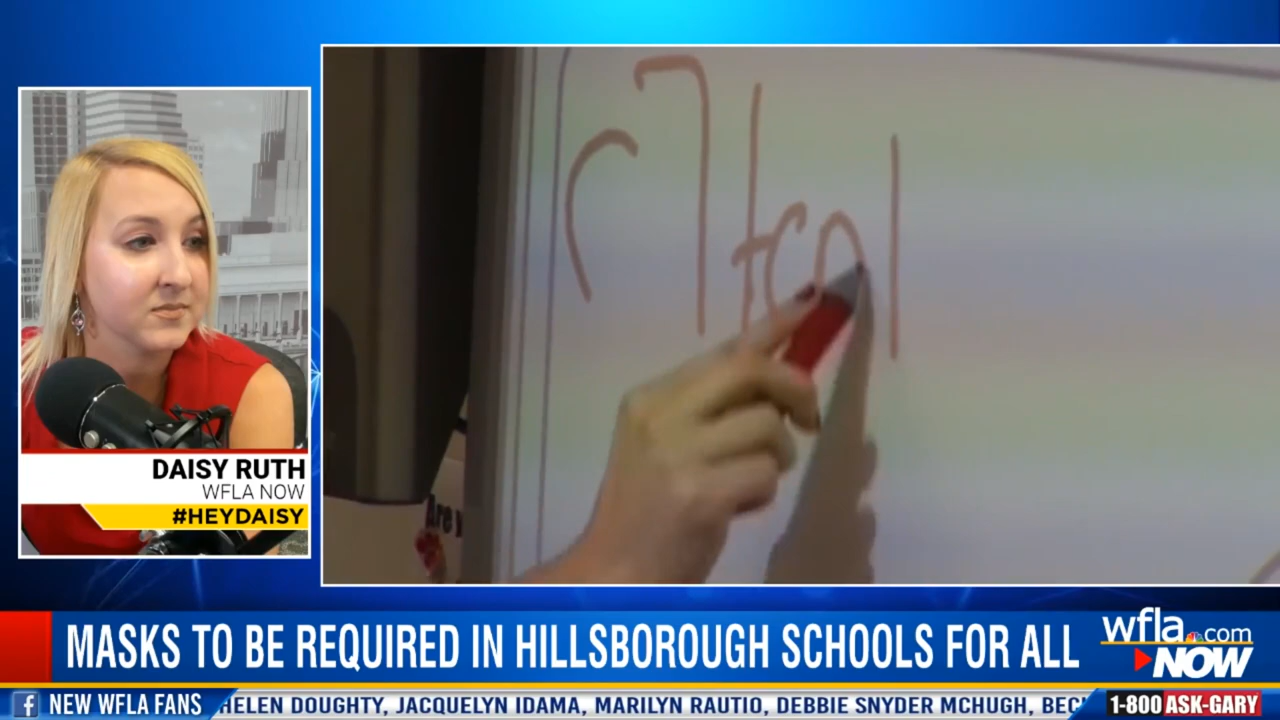 DAISY RUTH
WFLA NOW
#HEYDAISY
MASKS TO BE REQUIRED IN HILLSBOROUGH SCHOOLS FOR ALL
wfla.com
NOW
f NEW WFLA FANS HELEN DOUGHTY, JACQUELYN IDAMA, MARILYN RAUTIO, DEBBIE SNYDER MCHUGH, BEC 1-800 ASK-GARY